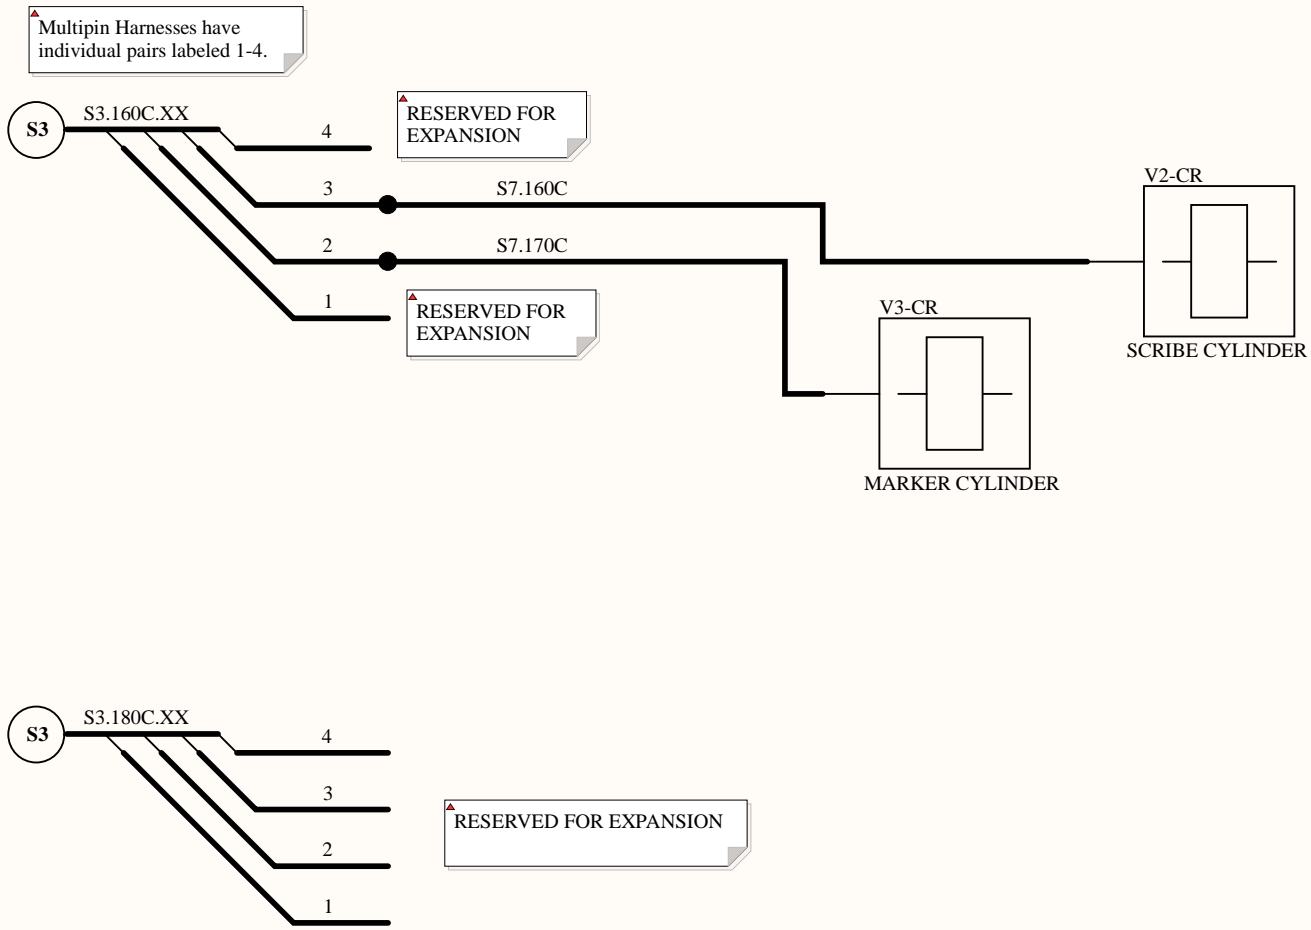 Multipin Harnesses have
individual pairs labeled 1-4.
S3
S3.160C.XX
4
RESERVED FOR
EXPANSION
3
S7.160C
2
S7.170C
1
RESERVED FOR
EXPANSION
V2-CR
SCRIBE CYLINDER
V3-CR
MARKER CYLINDER
S3
S3.180C.XX
4
3
2
1
RESERVED FOR EXPANSION